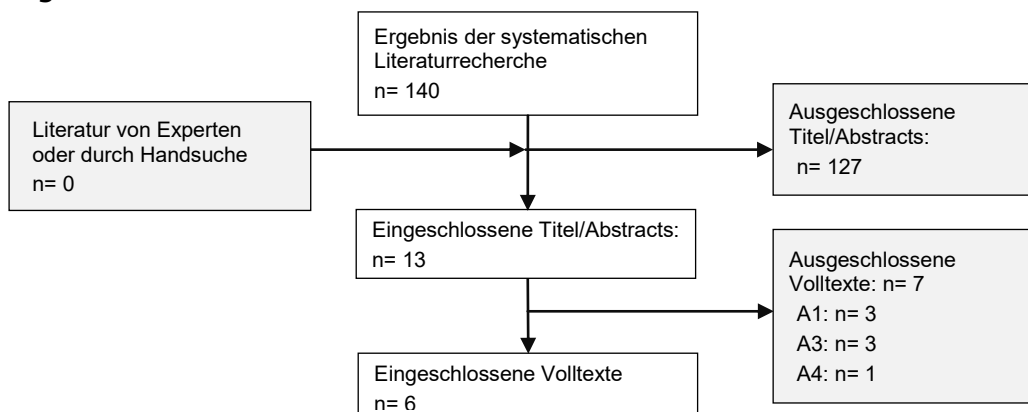 Ergebnis der systematischen
Literaturrecherche
n= 140
Literatur von Experten
oder durch Handsuche
n= 0
Ausgeschlossene
Titel/Abstracts:
n= 127
Eingeschlossene Titel/Abstracts:
n= 13
Ausgeschlossene
Volltexte: n= 7
A1: n= 3
A3: n= 3
A4: n= 1
Eingeschlossene Volltexte
n= 6